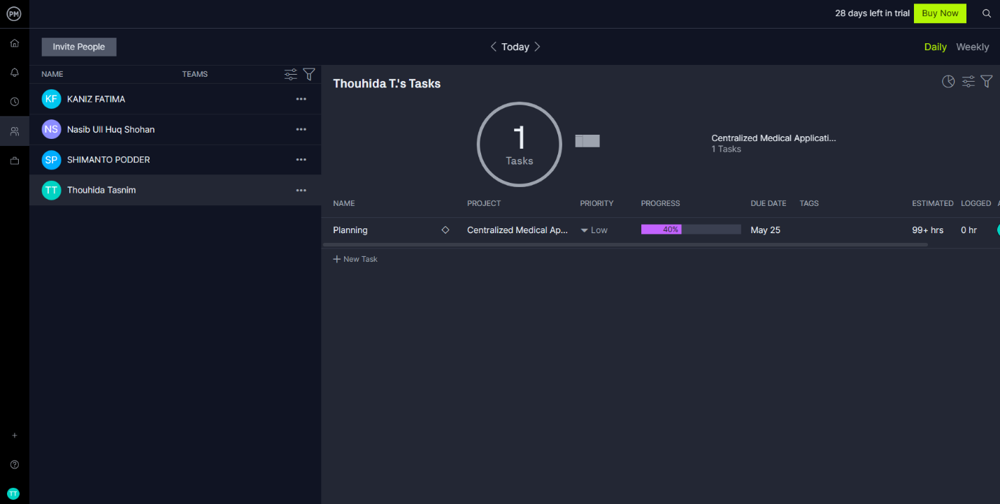 PM
28 days left in trial
Buy Now
Invite People
Today
Daily
Weekly
NAME
TEAMS
KF
KANIZ FATIMA
NS
Nasib Ull Huq Shohan
SP
SHIMANTO PODDER
TT
Thouhida Tasnim
Thouhida T.'s Tasks
1
Tasks
Centralized Medical Applicati...
1 Tasks
NAME
PROJECT
PRIORITY
PROGRESS
DUE DATE
TAGS
ESTIMATED
LOGGED
Planning
Centralized Medical Ap...
Low
40%
May 25
99+ hrs
0 hr
+ New Task
TT